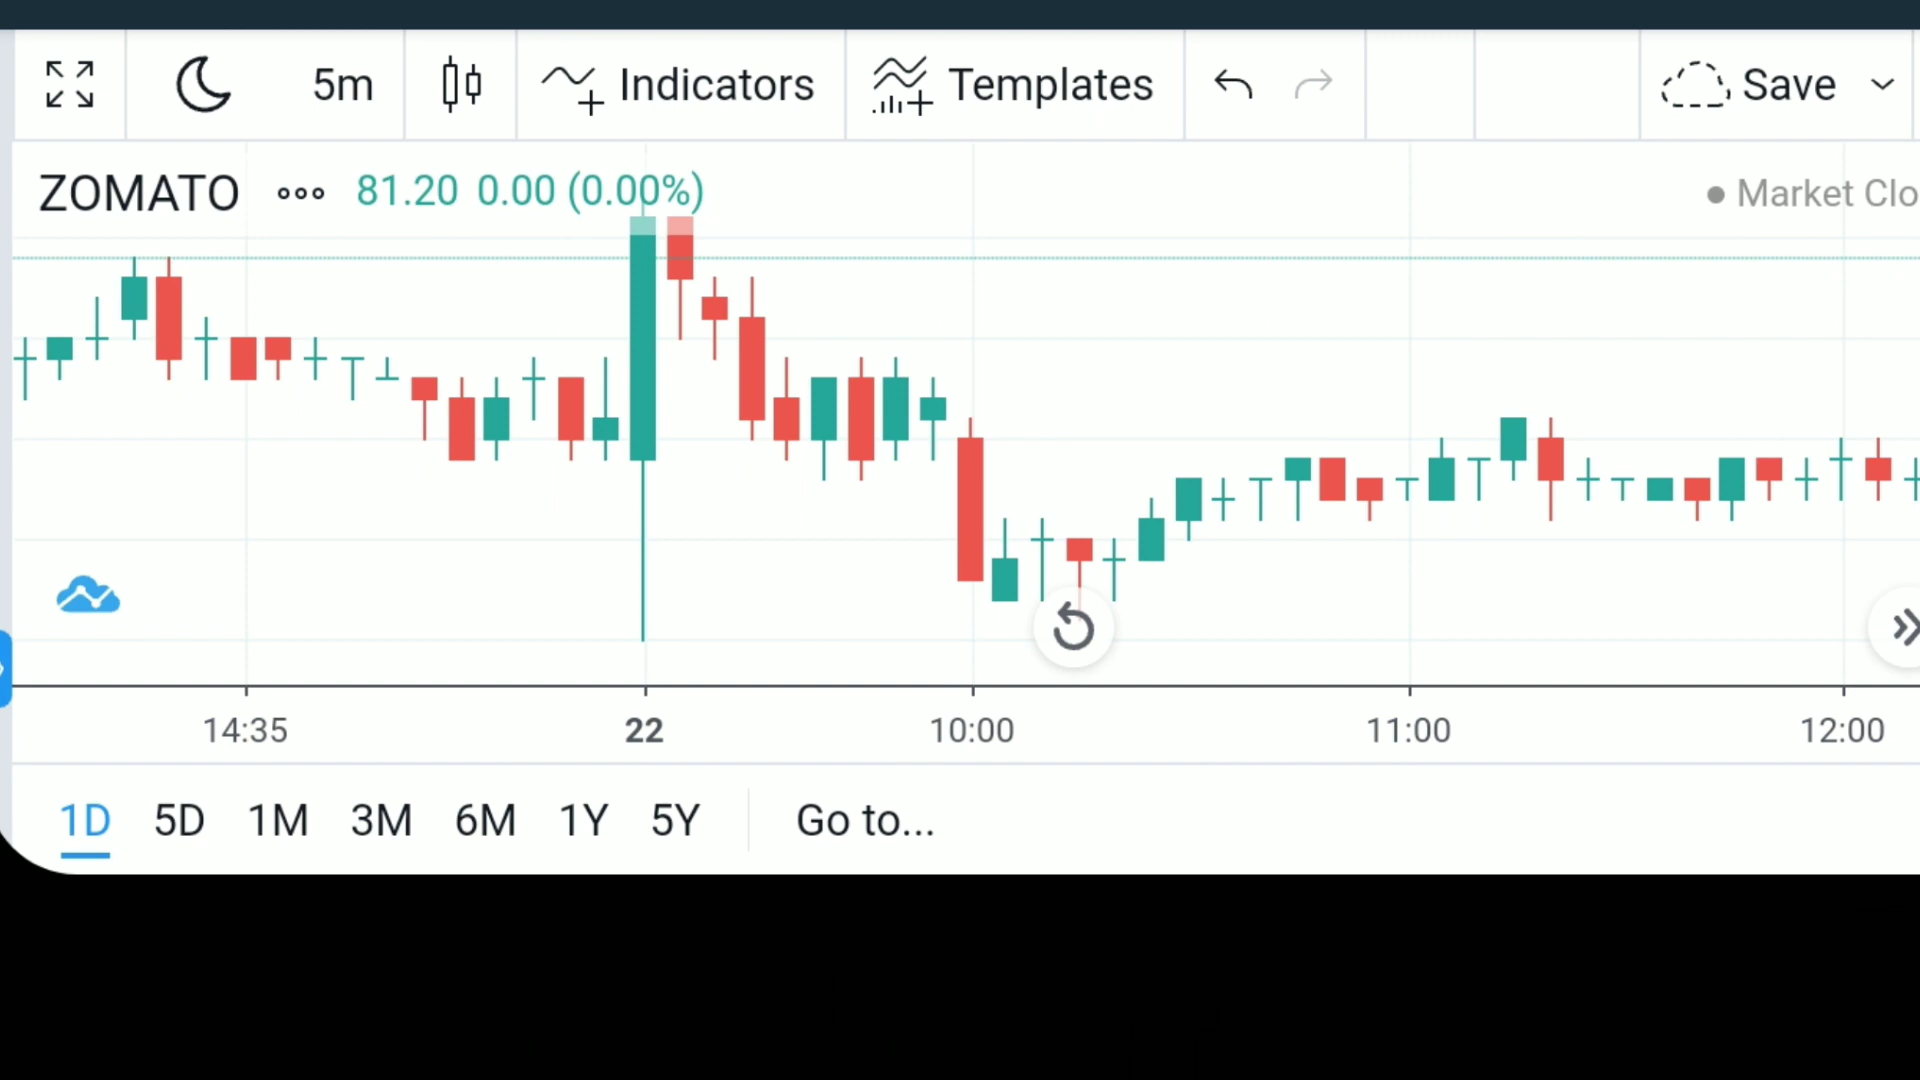 5m Indicators Templates Save
ZOMATO 81.20 0.00 (0.00%) Market Clo
14:35 22 10:00 11:00 12:00
1D 5D 1M 3M 6M 1Y 5Y Go to...